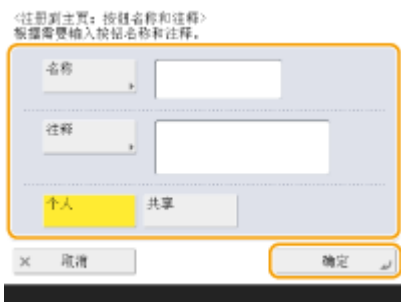 <注册到主页：按钮名称和注释>
根据需要输入按钮名称和注释。
名称
注释
个人 共享
× 取消 确定